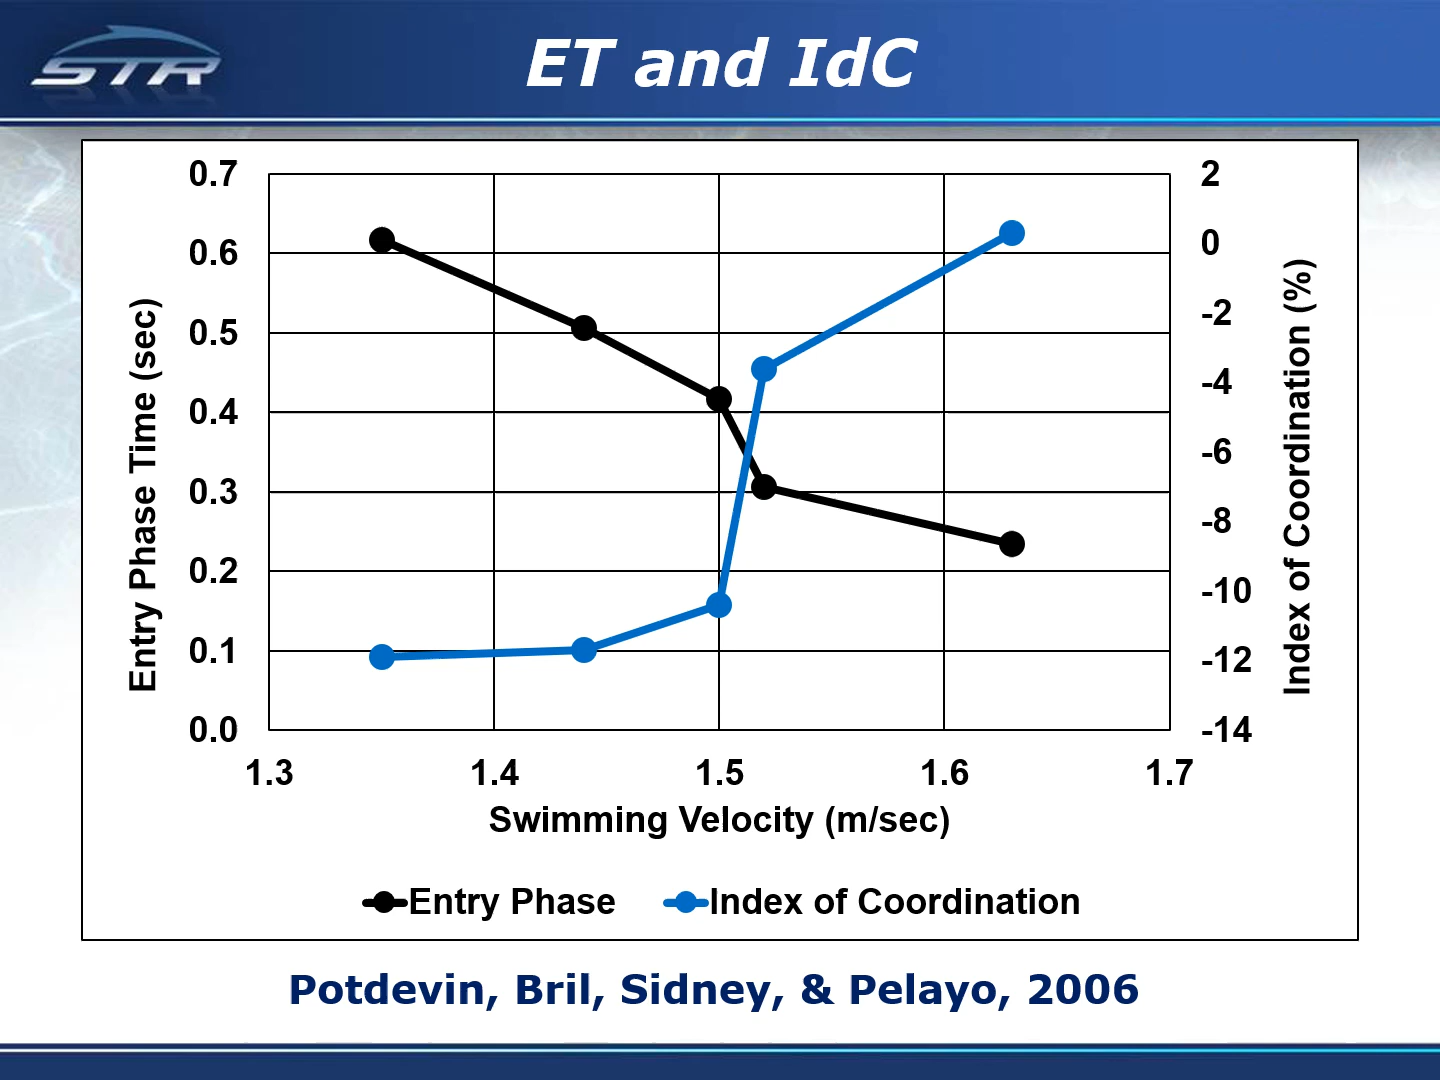 STR
ET and IdC
0.7
0.6
0.5
0.4
0.3
0.2
0.1
0.0
Entry Phase Time (sec)
2
0
-2
-4
-6
-8
-10
-12
-14
Index of Coordination (%)
1.3 1.4 1.5 1.6 1.7
Swimming Velocity (m/sec)
Entry Phase Index of Coordination
Potdevin, Bril, Sidney, & Pelayo, 2006